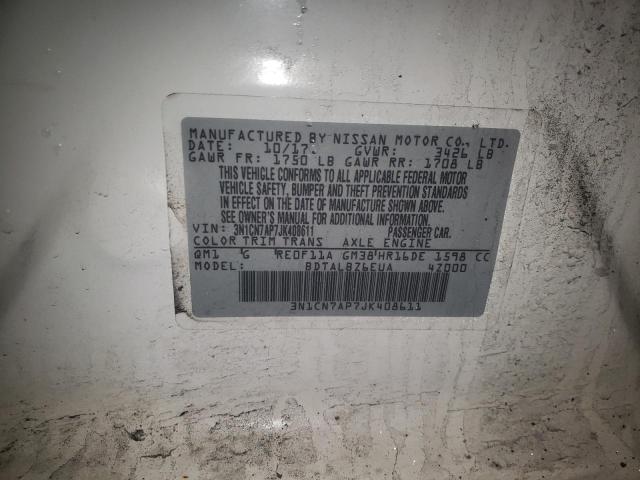 MANUFACTURED BY NISSAN MOTOR CO., LTD.
DATE: 10/17. GVWR: 3426 LB
GAWR FR: 1750 LB GAWR RR: 1708 LB
THIS VEHICLE CONFORMS TO ALL APPLICABLE FEDERAL MOTOR
VEHICLE SAFETY, BUMPER AND THEFT PREVENTION STANDARDS
IN EFFECT ON THE DATE OF MANUFACTURE SHOWN ABOVE.
SEE OWNER'S MANUAL FOR ADDITIONAL INFORMATION.
VIN: 3N1CN7AP7JK408611 PASSENGER CAR.
COLOR TRIM TRANS AXLE ENGINE
QM1 G RE0F11A GM38 HR16DE 1598 CC
MODEL: BDTALBZ6EUA 42000
3N1CN7AP7JK408611